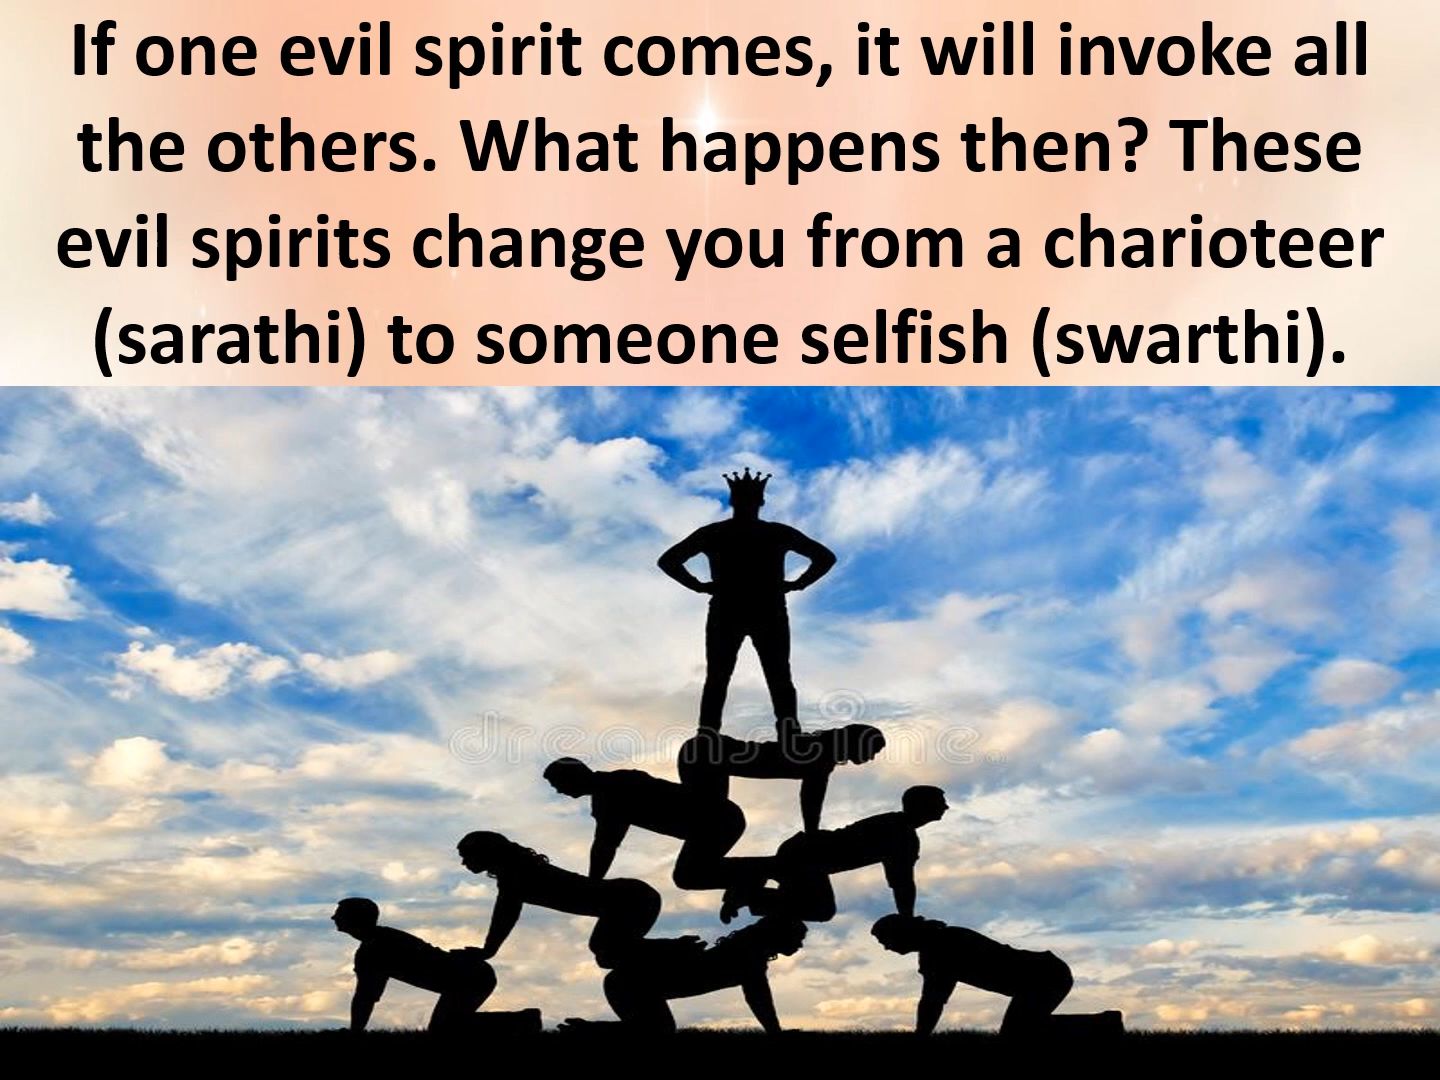 If one evil spirit comes, it will invoke all
the others. What happens then? These
evil spirits change you from a charioteer
(sarathi) to someone selfish (swarthi).
dreamstime.